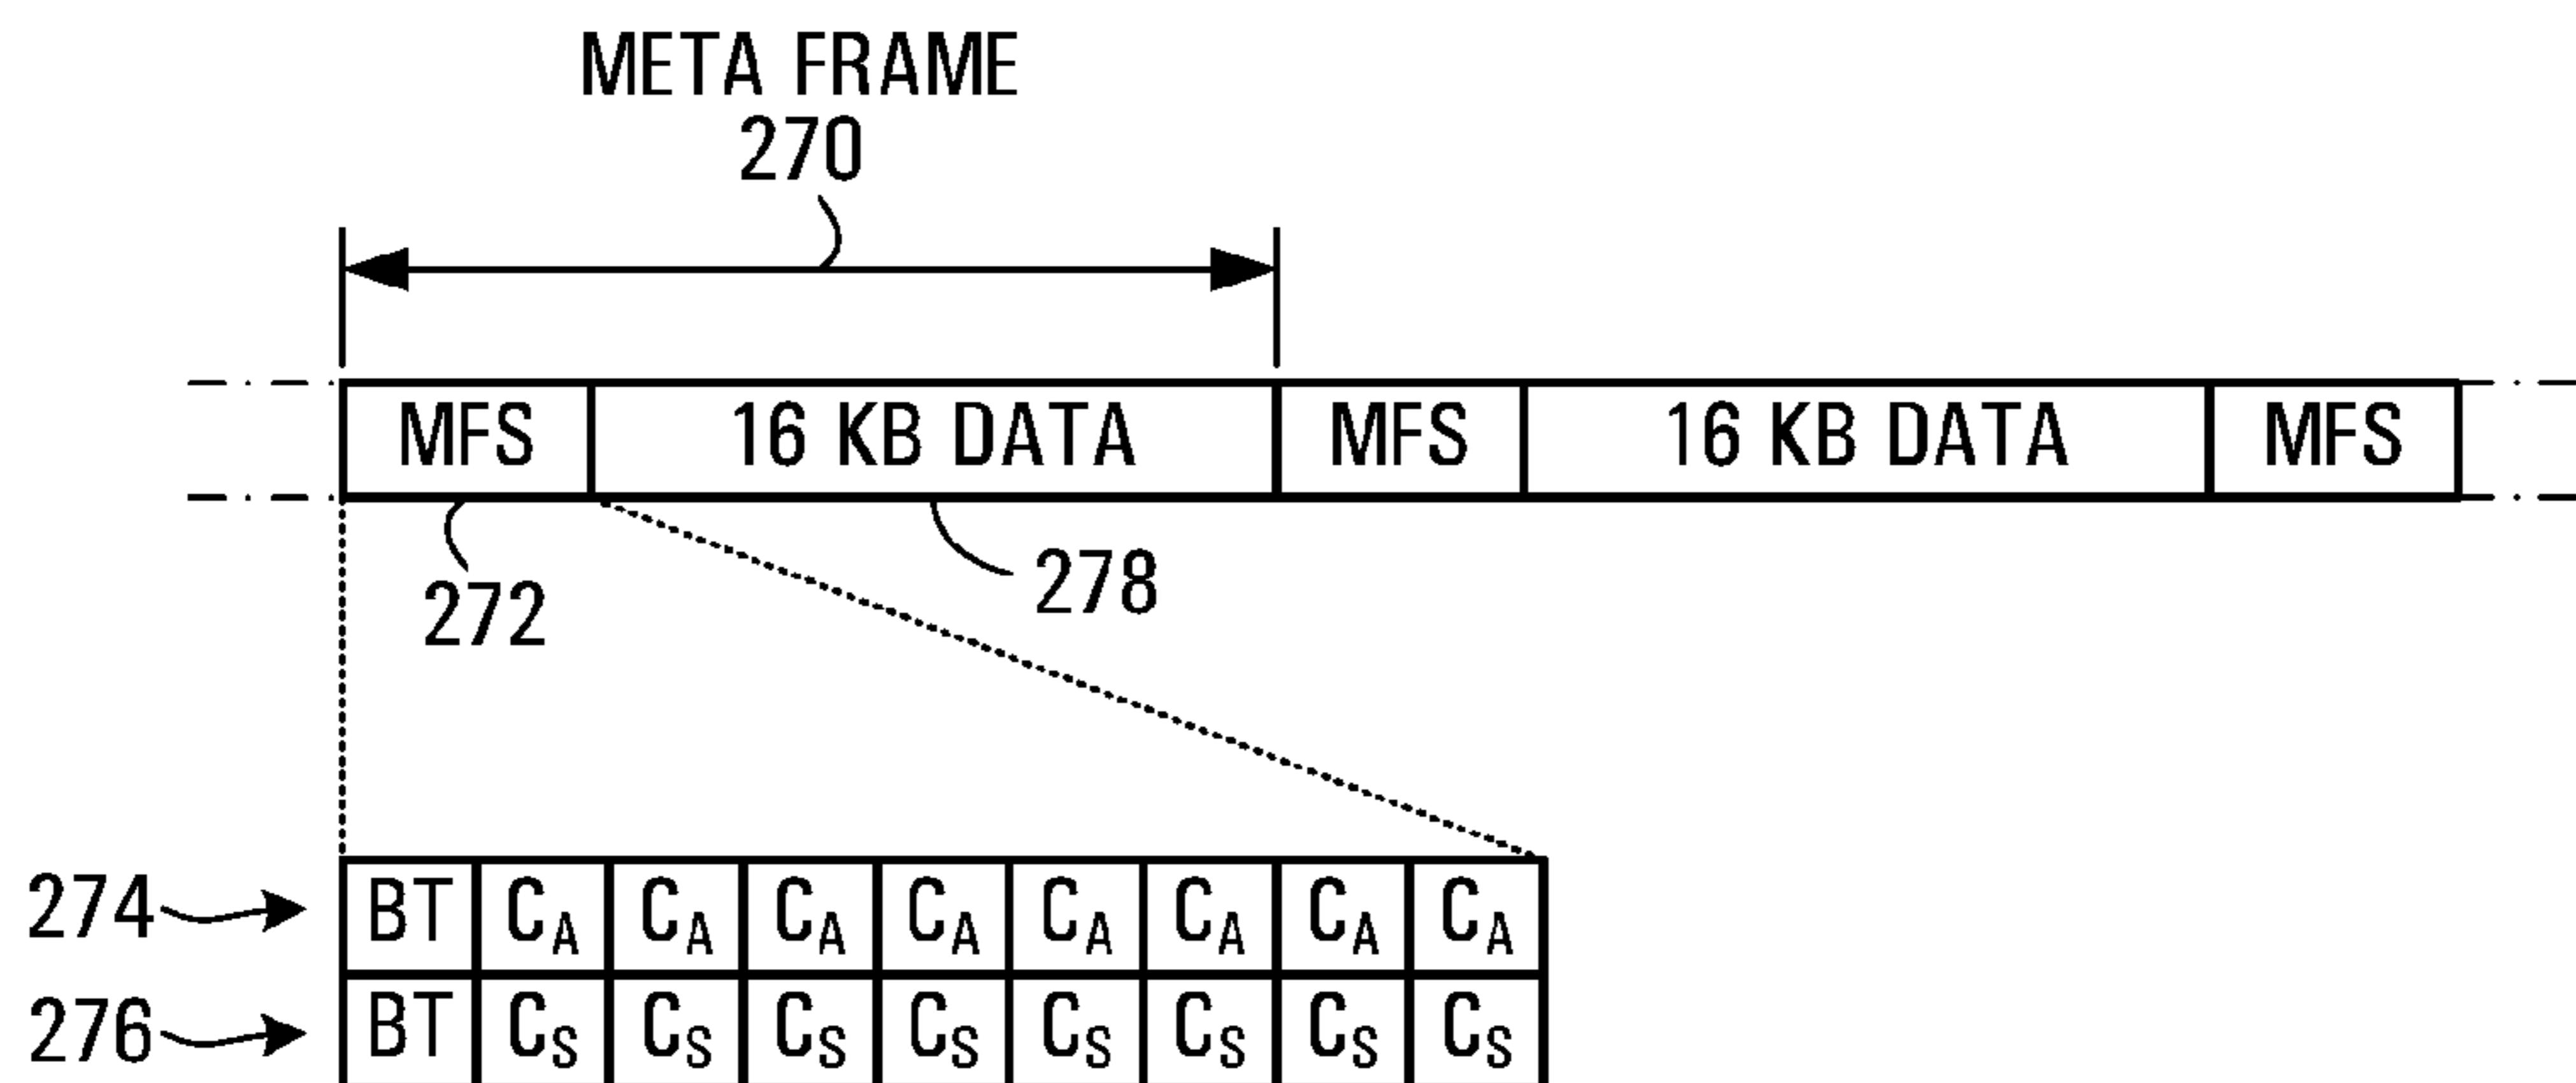 META FRAME
270
MFS 16 KB DATA MFS 16 KB DATA MFS
272 278
274 BT CA CA CA CA CA CA CA CA
276 BT CS CS CS CS CS CS CS CS